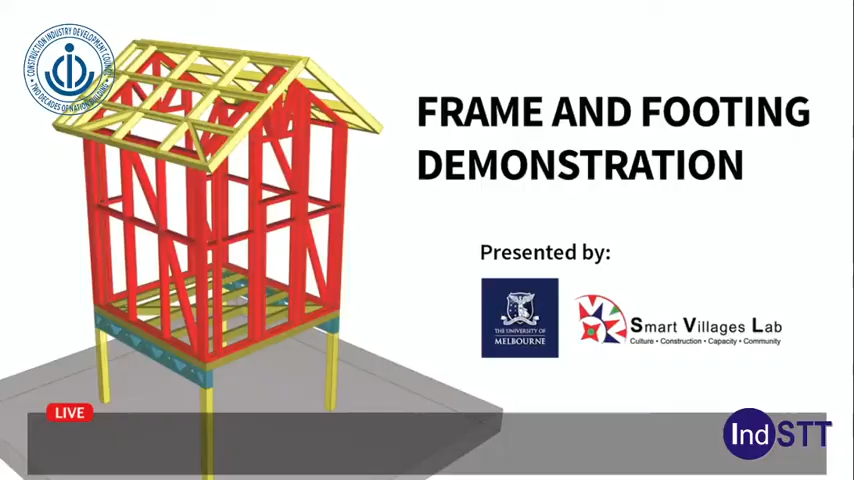 CONSTRUCTION INDUSTRY DEVELOPMENT COUNCIL
• TWO DECADES OF NATION BUILDING •
FRAME AND FOOTING
DEMONSTRATION
Presented by:
THE UNIVERSITY OF
MELBOURNE
Smart Villages Lab
Culture • Construction • Capacity • Community
LIVE
IndSTT